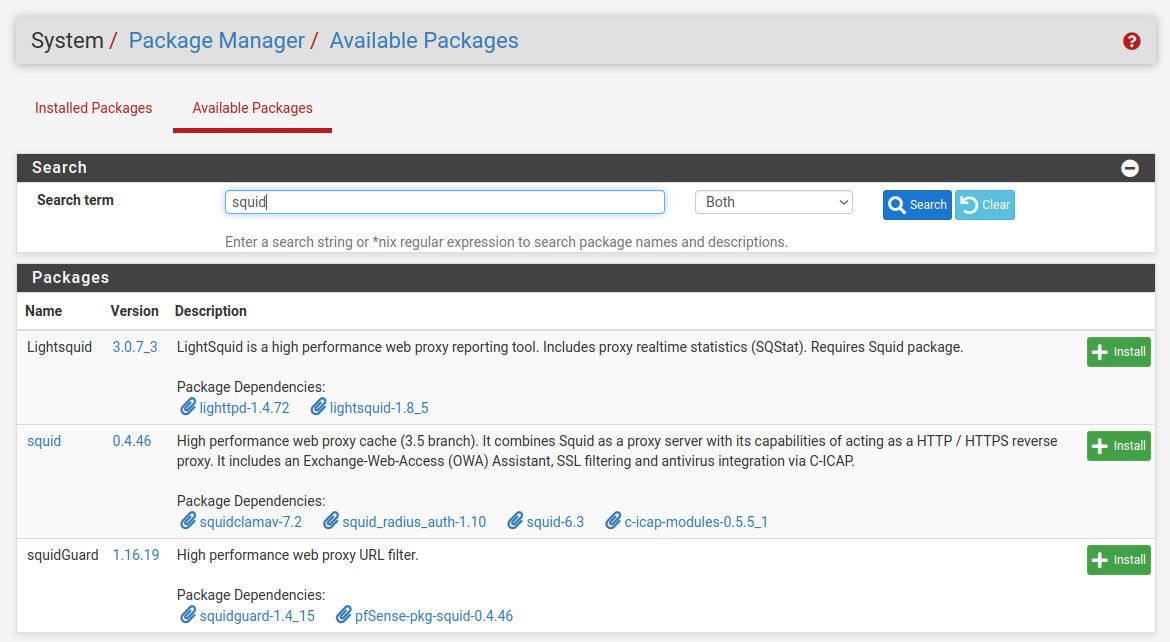 System / Package Manager / Available Packages
Installed Packages Available Packages
Search
Search term squid Both Search Clear
Enter a search string or *nix regular expression to search package names and descriptions.
Packages
Name Version Description
Lightsquid 3.0.7_3 LightSquid is a high performance web proxy reporting tool. Includes proxy realtime statistics (SQStat). Requires Squid package. Install
Package Dependencies:
lighttpd-1.4.72 lightsquid-1.8_5
squid 0.4.46 High performance web proxy cache (3.5 branch). It combines Squid as a proxy server with its capabilities of acting as a HTTP / HTTPS reverse Install
proxy. It includes an Exchange-Web-Access (OWA) Assistant, SSL filtering and antivirus integration via C-ICAP.
Package Dependencies:
squidclamav-7.2 squid_radius_auth-1.10 squid-6.3 c-icap-modules-0.5.5_1
squidGuard 1.16.19 High performance web proxy URL filter. Install
Package Dependencies:
squidguard-1.4_15 pfSense-pkg-squid-0.4.46